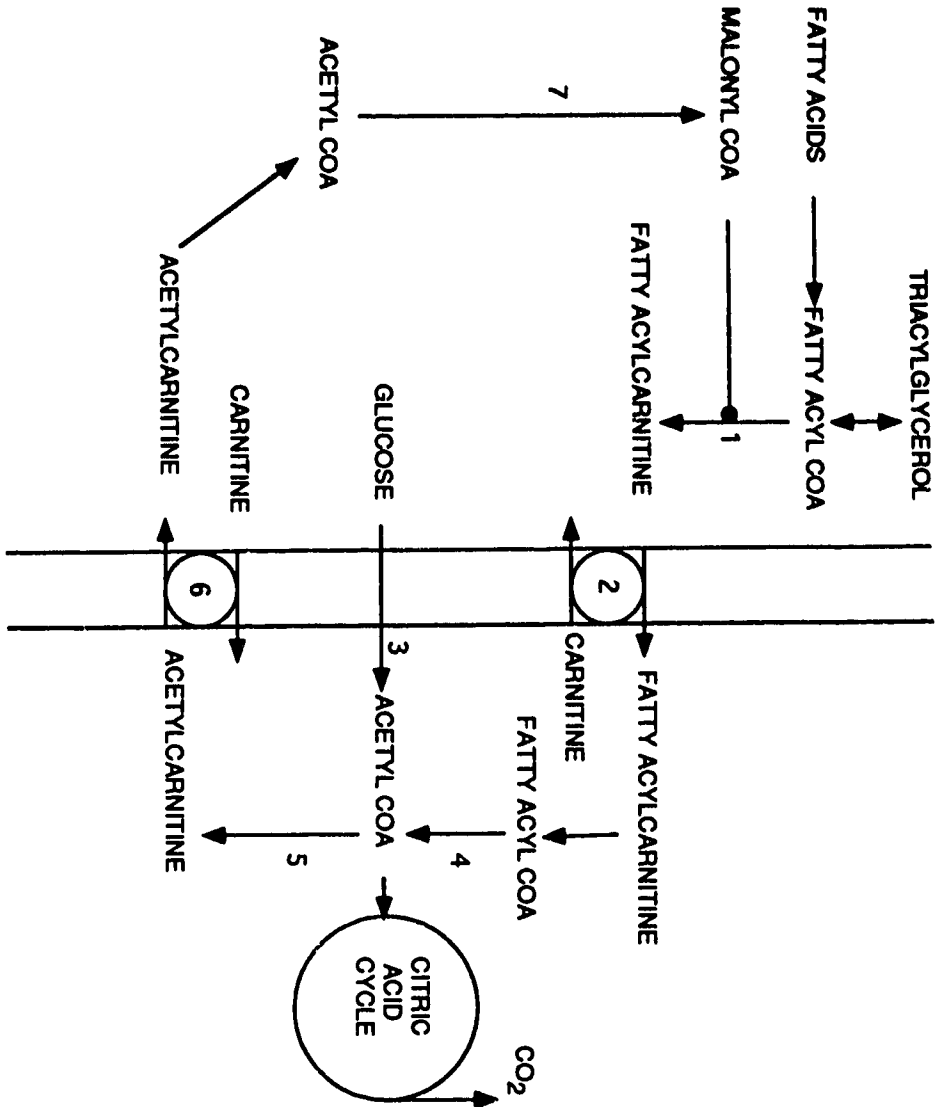 TRIACYLGLYCEROL
FATTY ACIDS
FATTY ACYL COA
1
MALONYL COA
FATTY ACYLCARNITINE
2
FATTY ACYLCARNITINE
CARNITINE
FATTY ACYL COA
7
4
GLUCOSE
3
ACETYL COA
CITRIC
ACID
CYCLE
CO2
ACETYL COA
5
CARNITINE
6
ACETYLCARNITINE
ACETYLCARNITINE